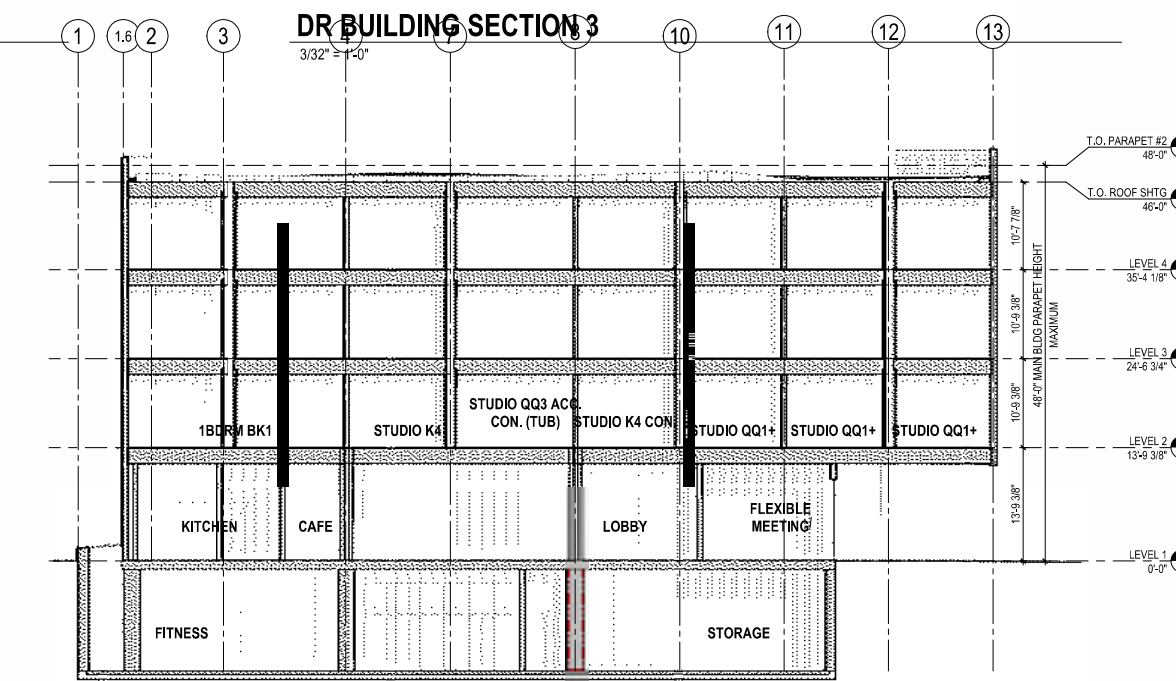 DR BUILDING SECTION 3
3/32" = 1'-0"
1
1.6
2
3
4
7
8
10
11
12
13
T.O. PARAPET #2
48'-0"
T.O. ROOF SHTG
46'-0"
10'-7 7/8"
LEVEL 4
35'-4 1/8"
10'-9 3/8"
48'-0" MAIN BLDG PARAPET HEIGHT
MAXIMUM
LEVEL 3
24'-6 3/4"
10'-9 3/8"
1BDRM BK1
STUDIO K4
STUDIO QQ3 ACC.
CON. (TUB)
STUDIO K4 CON
STUDIO QQ1+
STUDIO QQ1+
STUDIO QQ1+
LEVEL 2
13'-9 3/8"
13'-9 3/8"
KITCHEN
CAFE
LOBBY
FLEXIBLE
MEETING
LEVEL 1
0'-0"
FITNESS
STORAGE